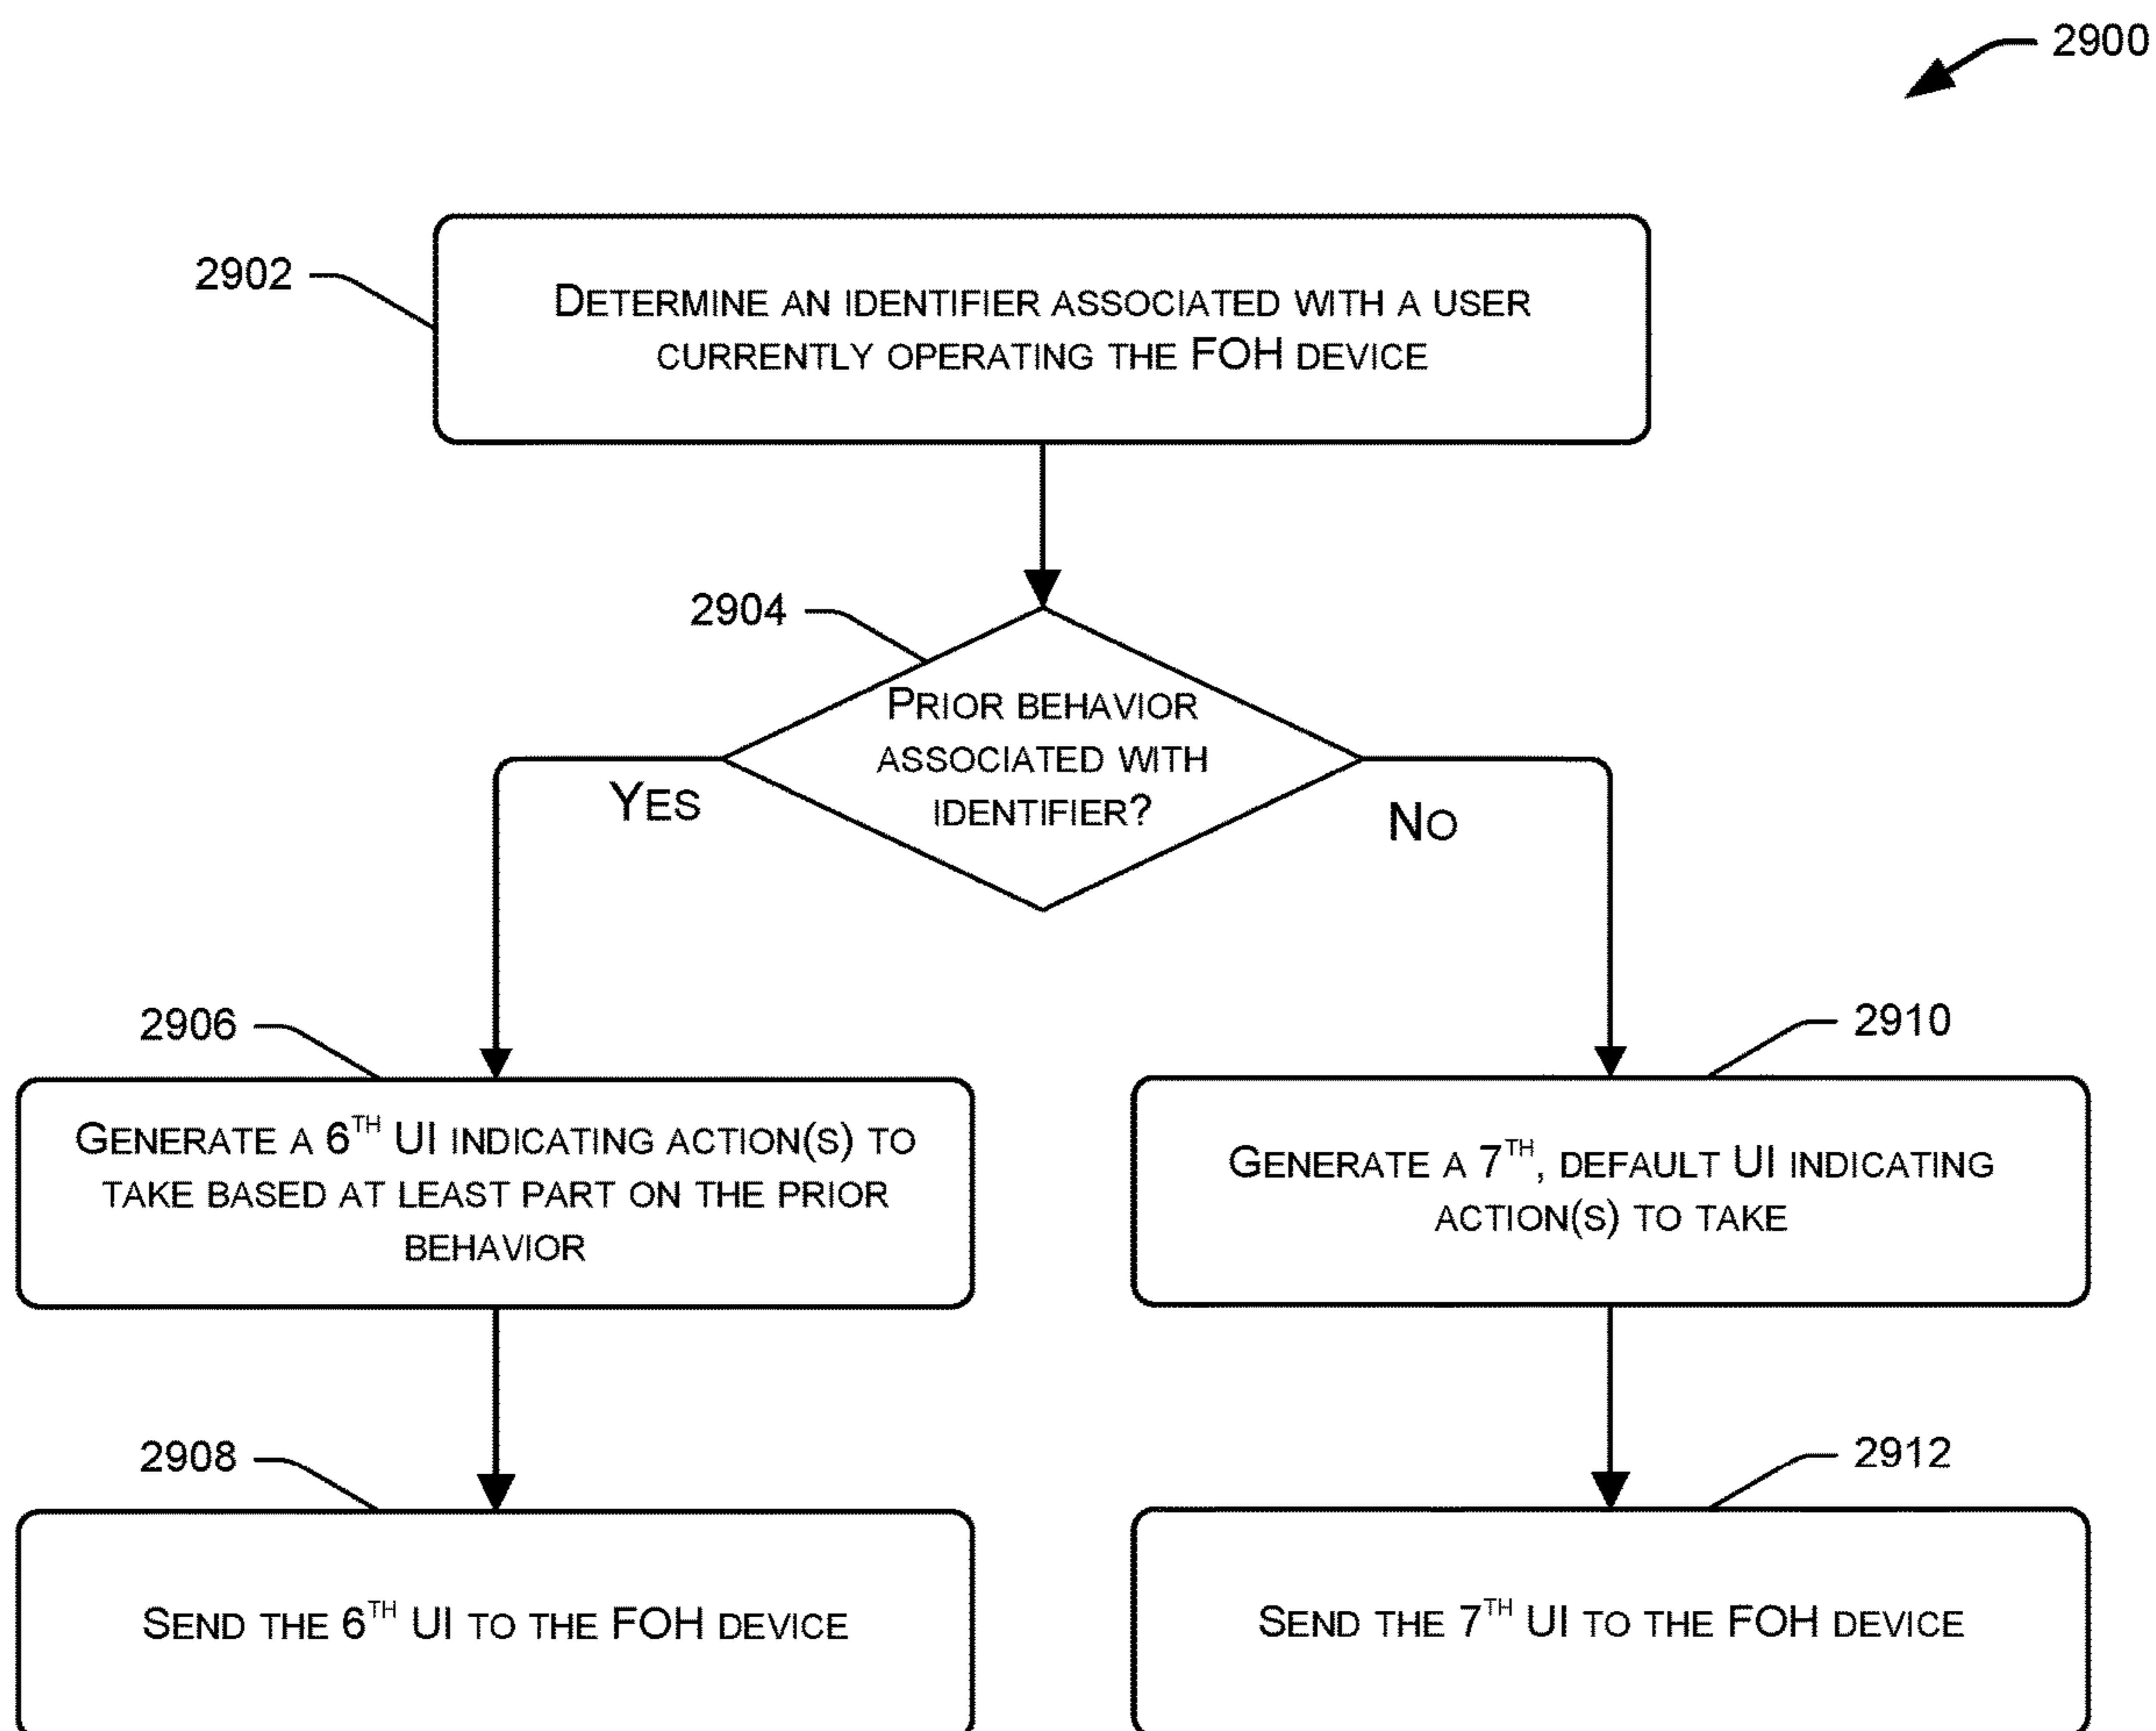 2900
2902
DETERMINE AN IDENTIFIER ASSOCIATED WITH A USER
CURRENTLY OPERATING THE FOH DEVICE
2904
PRIOR BEHAVIOR
ASSOCIATED WITH
IDENTIFIER?
YES
NO
2906
GENERATE A 6TH UI INDICATING ACTION(S) TO
TAKE BASED AT LEAST PART ON THE PRIOR
BEHAVIOR
2910
GENERATE A 7TH, DEFAULT UI INDICATING
ACTION(S) TO TAKE
2908
SEND THE 6TH UI TO THE FOH DEVICE
2912
SEND THE 7TH UI TO THE FOH DEVICE